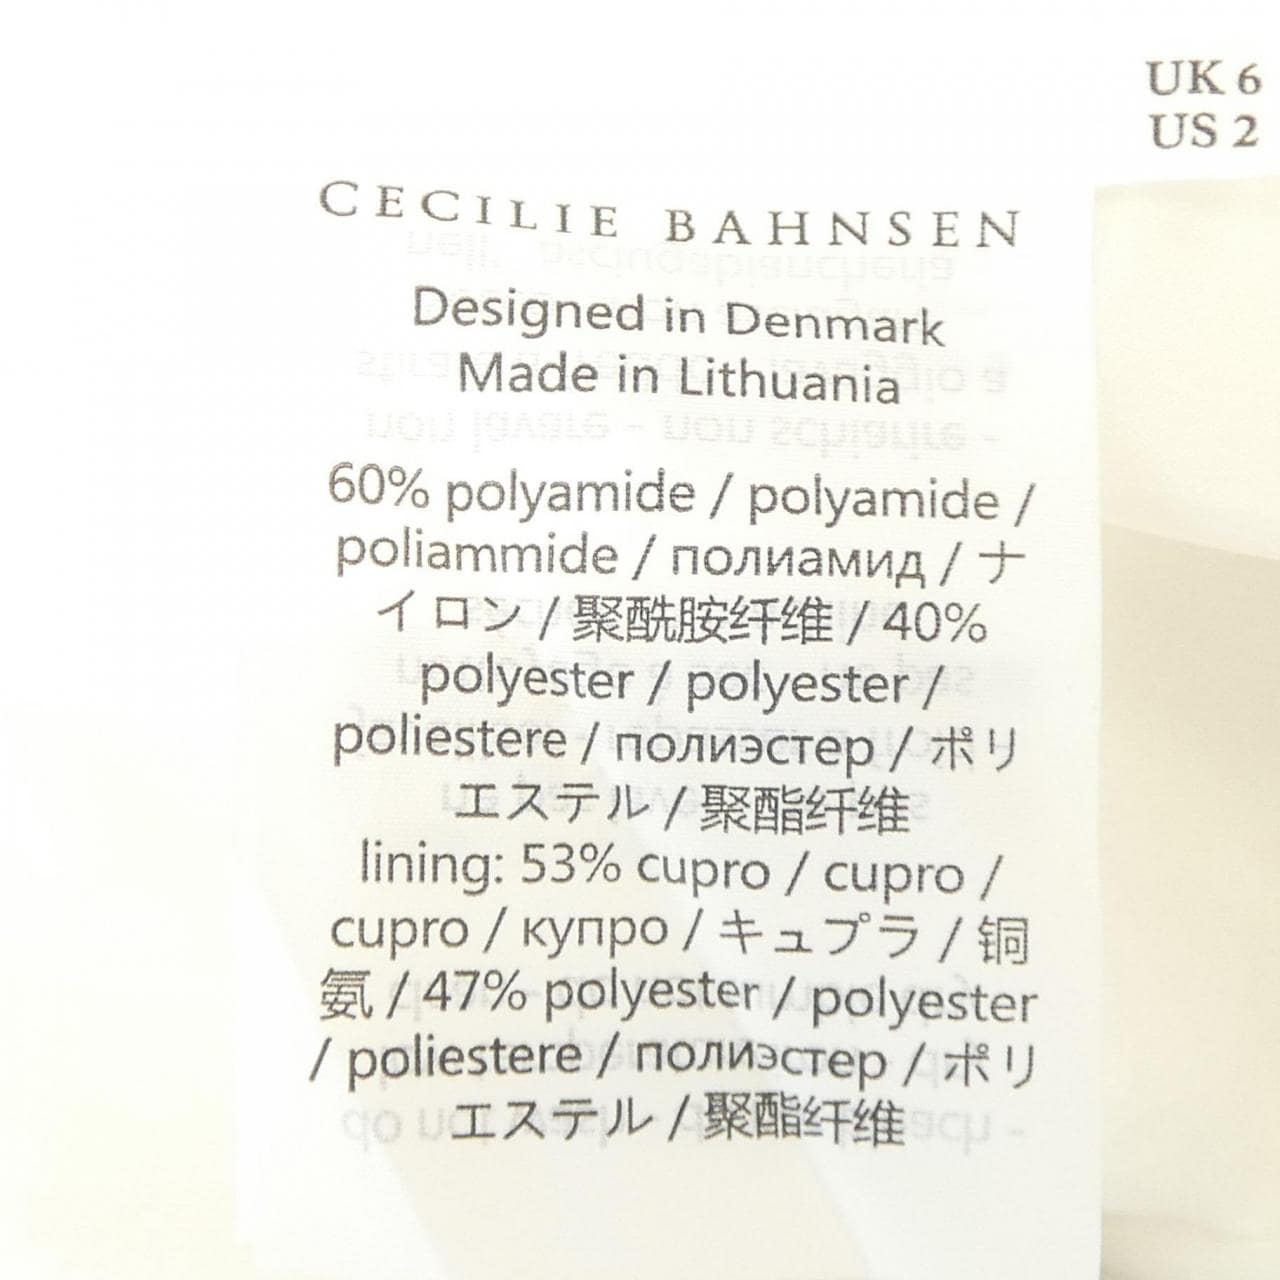 UK 6
US 2
CECILIE BAHNSEN
Designed in Denmark
Made in Lithuania
60% polyamide / polyamide /
poliammide / полиамид / ナ
イロン / 聚酰胺纤维 / 40%
polyester / polyester /
poliestere / полиэстер / ポリ
エステル / 聚酯纤维
lining: 53% cupro / cupro /
cupro / купро / キュプラ / 铜
氨 / 47% polyester / polyester
/ poliestere / полиэстер / ポリ
エステル / 聚酯纤维